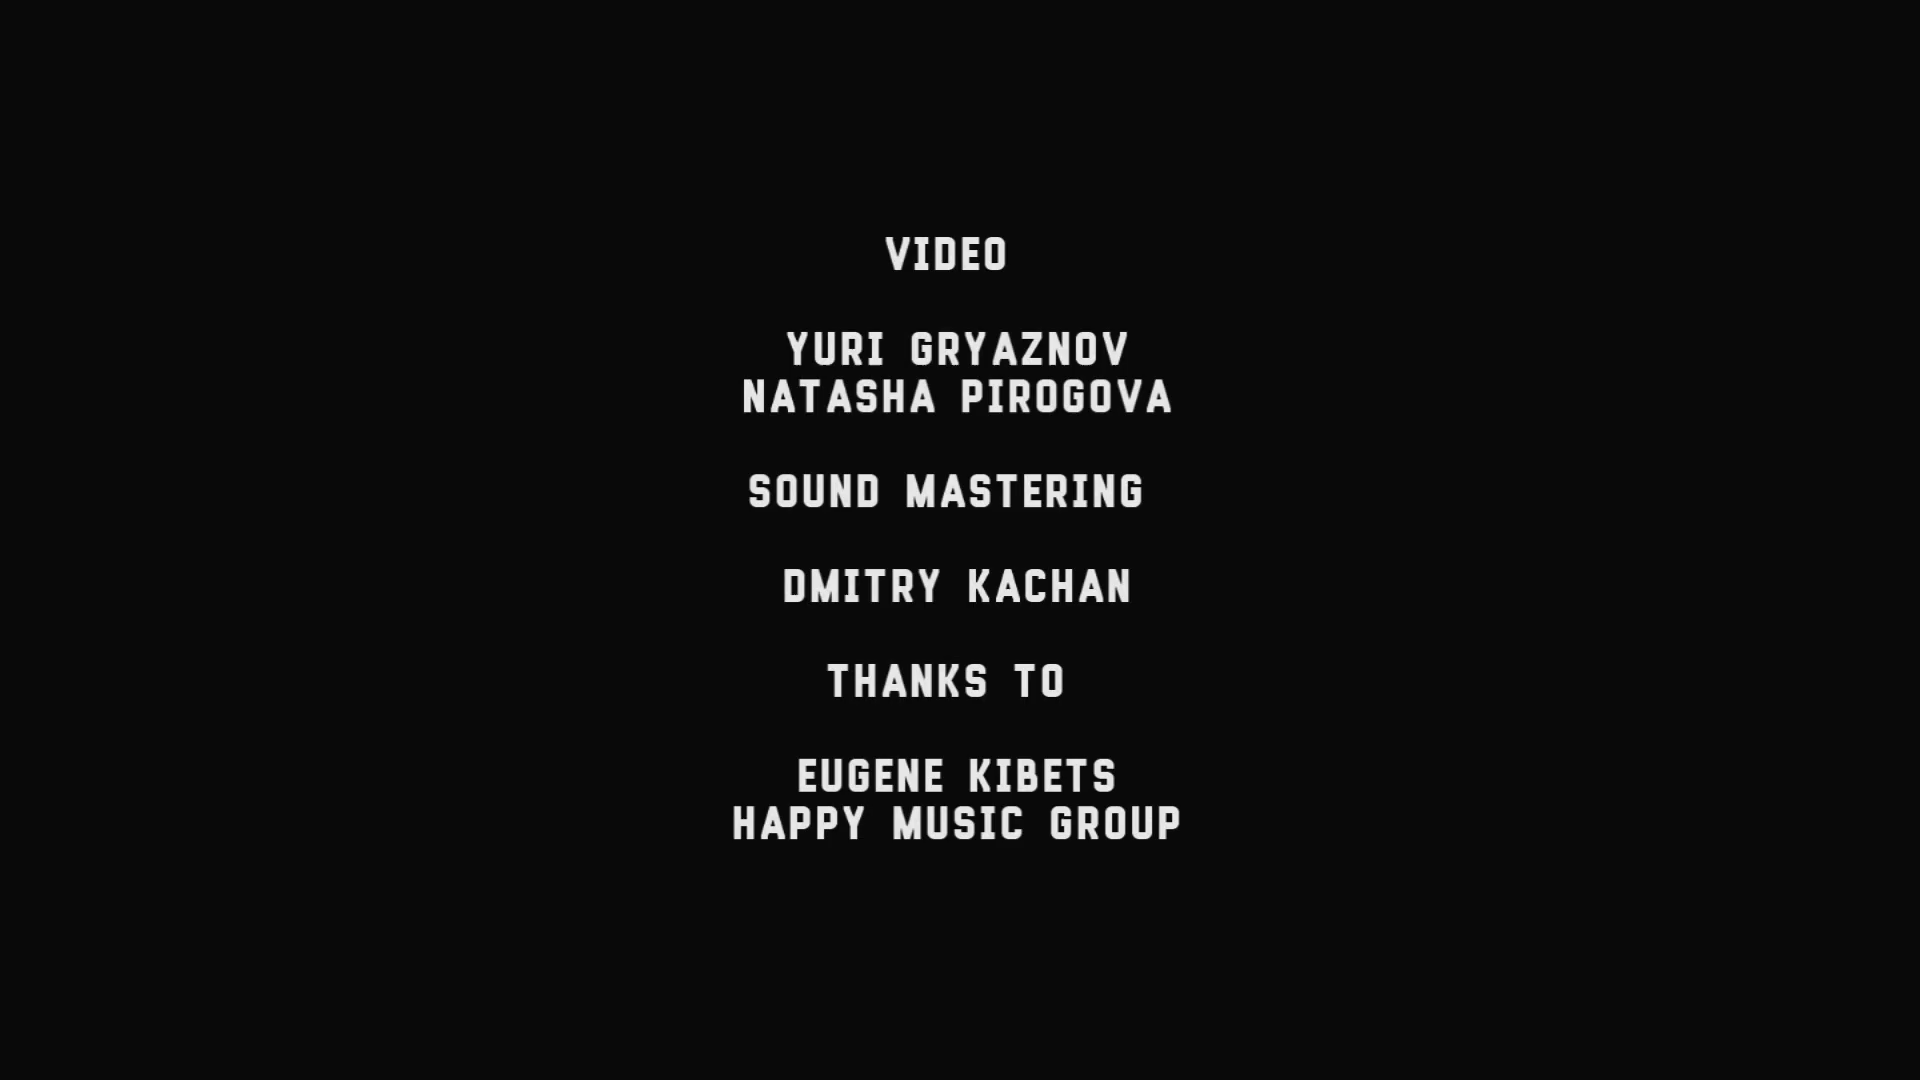 VIDEO
YURI GRYAZNOV
NATASHA PIROGOVA
SOUND MASTERING
DMITRY KACHAN
THANKS TO
EUGENE KIBETS
HAPPY MUSIC GROUP